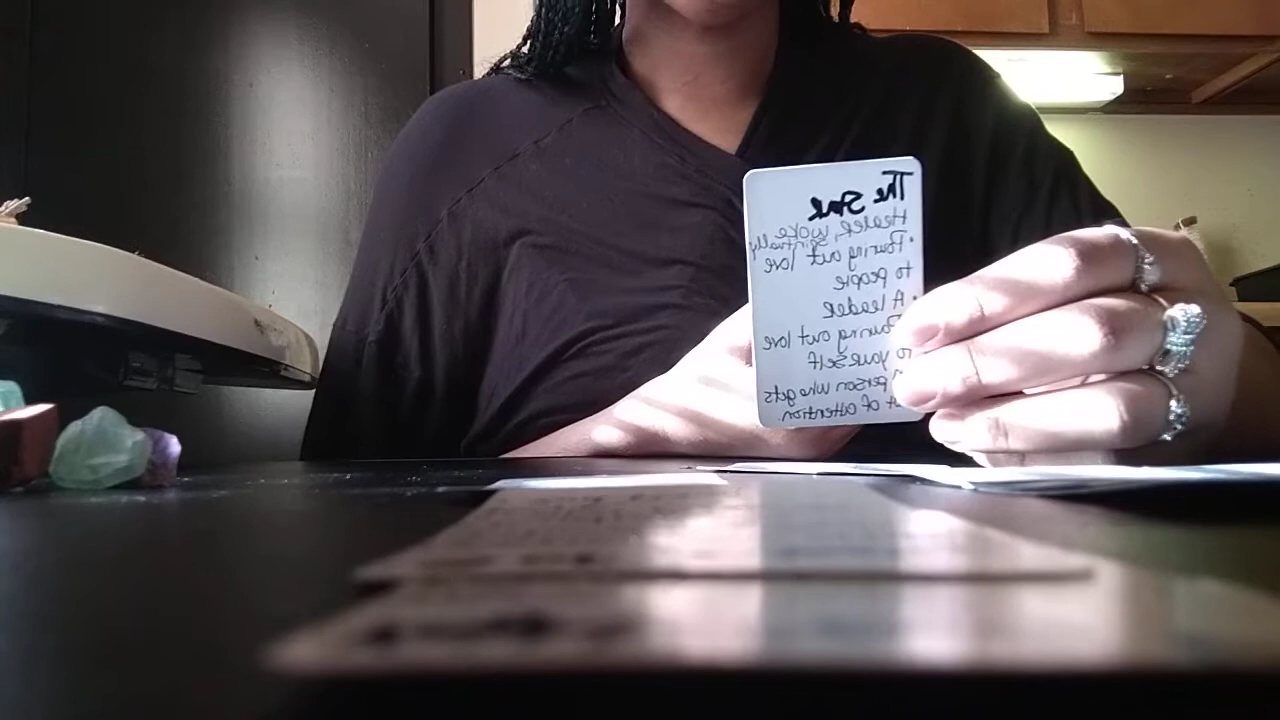 The Star
Healer, woke
spiritually
• Pouring out love
to people
• A leader
Pouring out love
to yourself
person who gets
of attention.